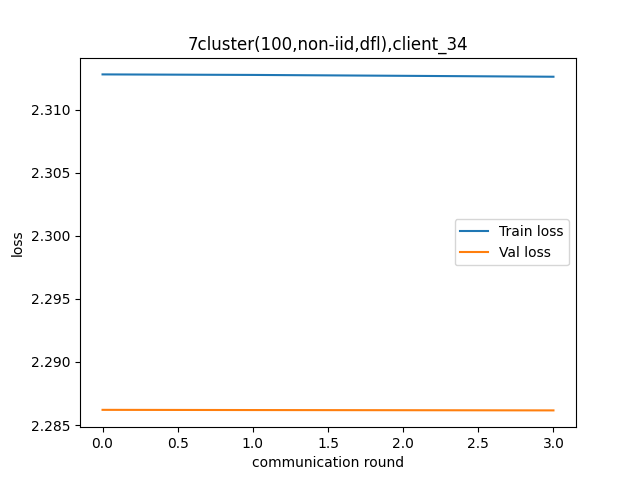 7cluster(100,non-iid,dfl),client_34
2.310
2.305
2.300
2.295
2.290
2.285
loss
Train loss
Val loss
0.0 0.5 1.0 1.5 2.0 2.5 3.0
communication round